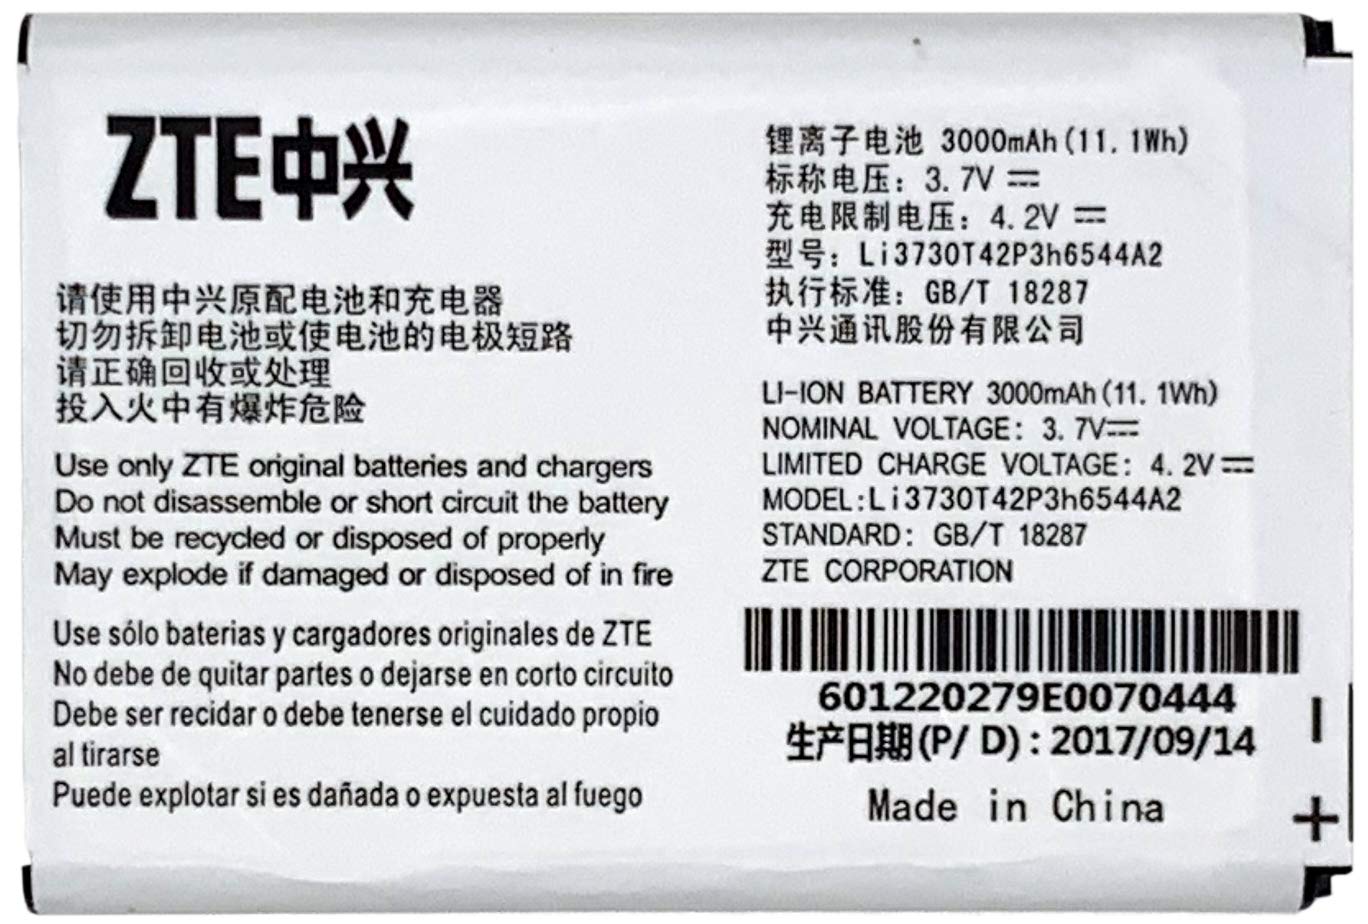 ZTE中兴
请使用中兴原配电池和充电器
切勿拆卸电池或使电池的电极短路
请正确回收或处理
投入火中有爆炸危险
Use only ZTE original batteries and chargers
Do not disassemble or short circuit the battery
Must be recycled or disposed of properly
May explode if damaged or disposed of in fire
Use sólo baterias y cargadores originales de ZTE
No debe de quitar partes o dejarse en corto circuito
Debe ser recidar o debe tenerse el cuidado propio
al tirarse
Puede explotar si es dañada o expuesta al fuego
锂离子电池 3000mAh(11.1Wh)
标称电压: 3.7V ⎓
充电限制电压: 4.2V ⎓
型号: Li3730T42P3h6544A2
执行标准: GB/T 18287
中兴通讯股份有限公司
LI-ION BATTERY 3000mAh(11.1Wh)
NOMINAL VOLTAGE: 3.7V⎓
LIMITED CHARGE VOLTAGE: 4.2V⎓
MODEL:Li3730T42P3h6544A2
STANDARD: GB/T 18287
ZTE CORPORATION
601220279E0070444
生产日期(P/ D) : 2017/09/14
Made in China
－
+